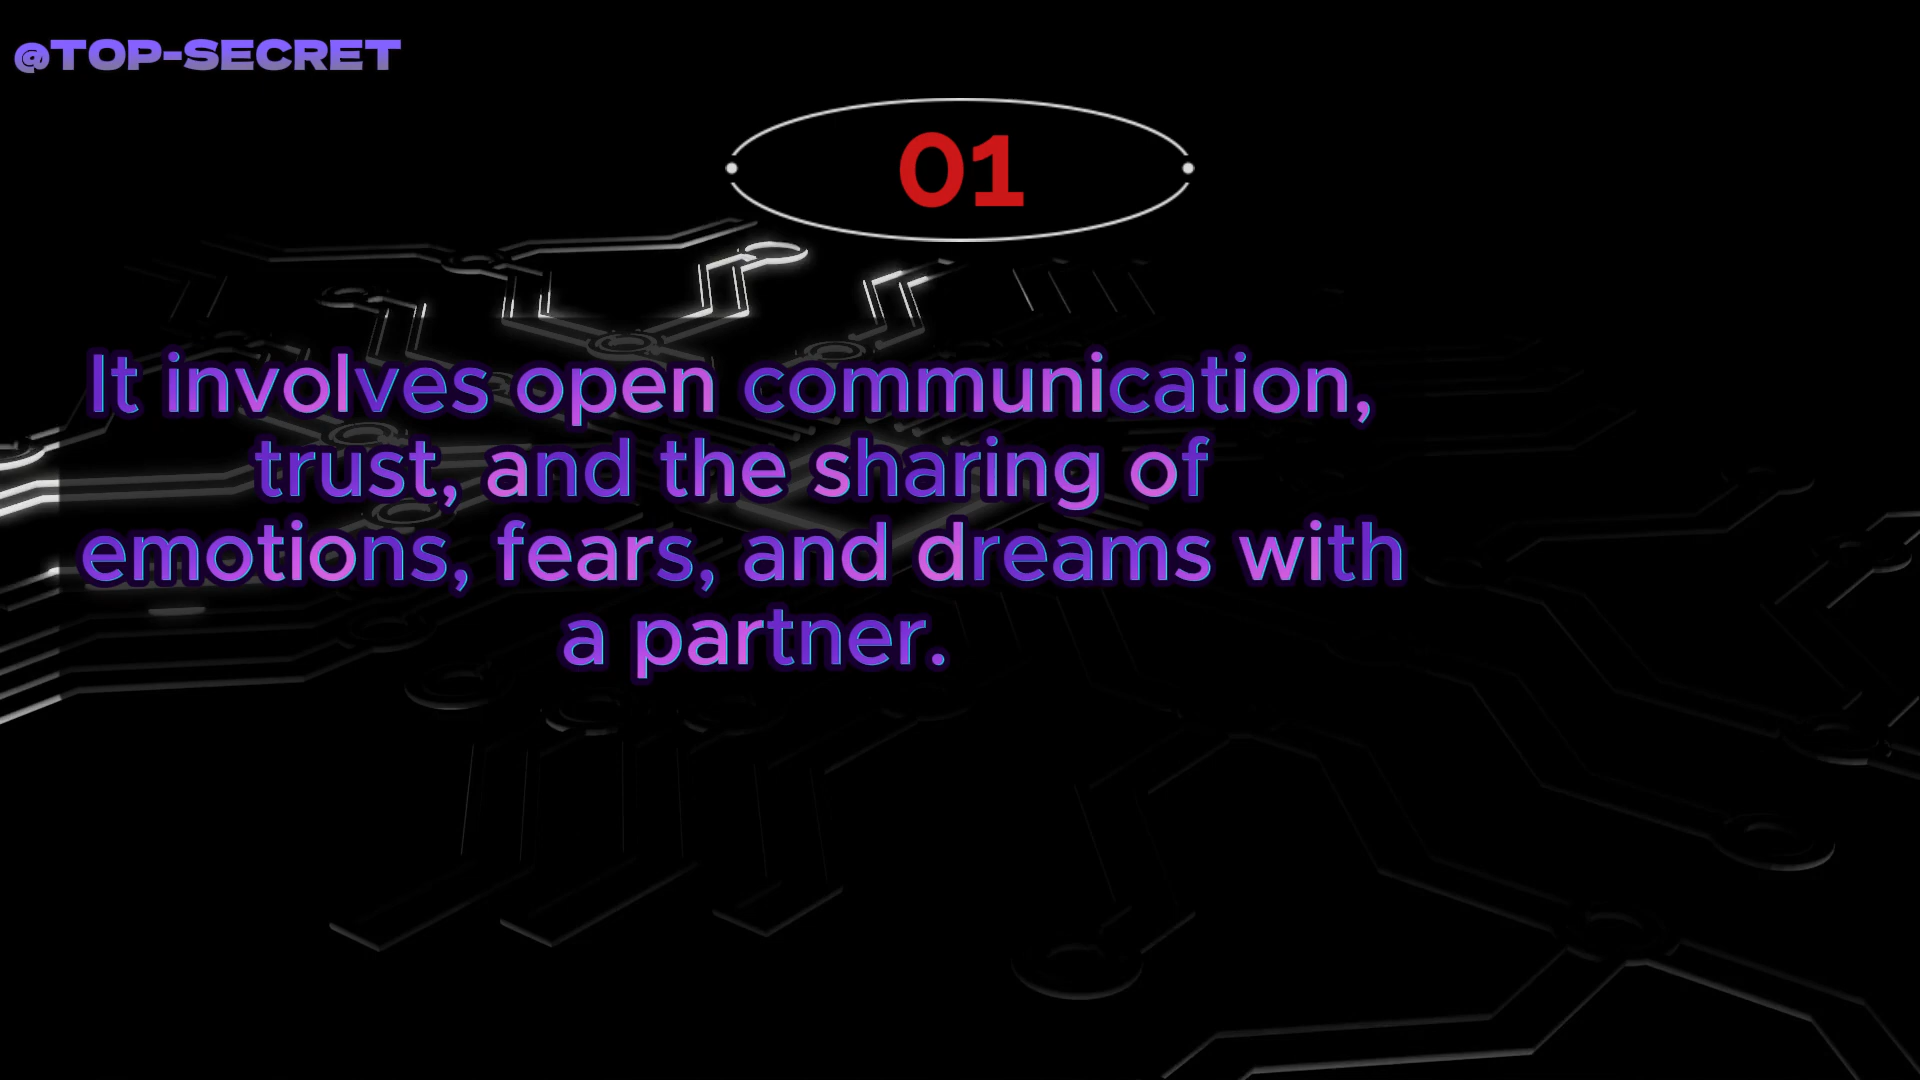 @TOP-SECRET
01
It involves open communication,
trust, and the sharing of
emotions, fears, and dreams with
a partner.